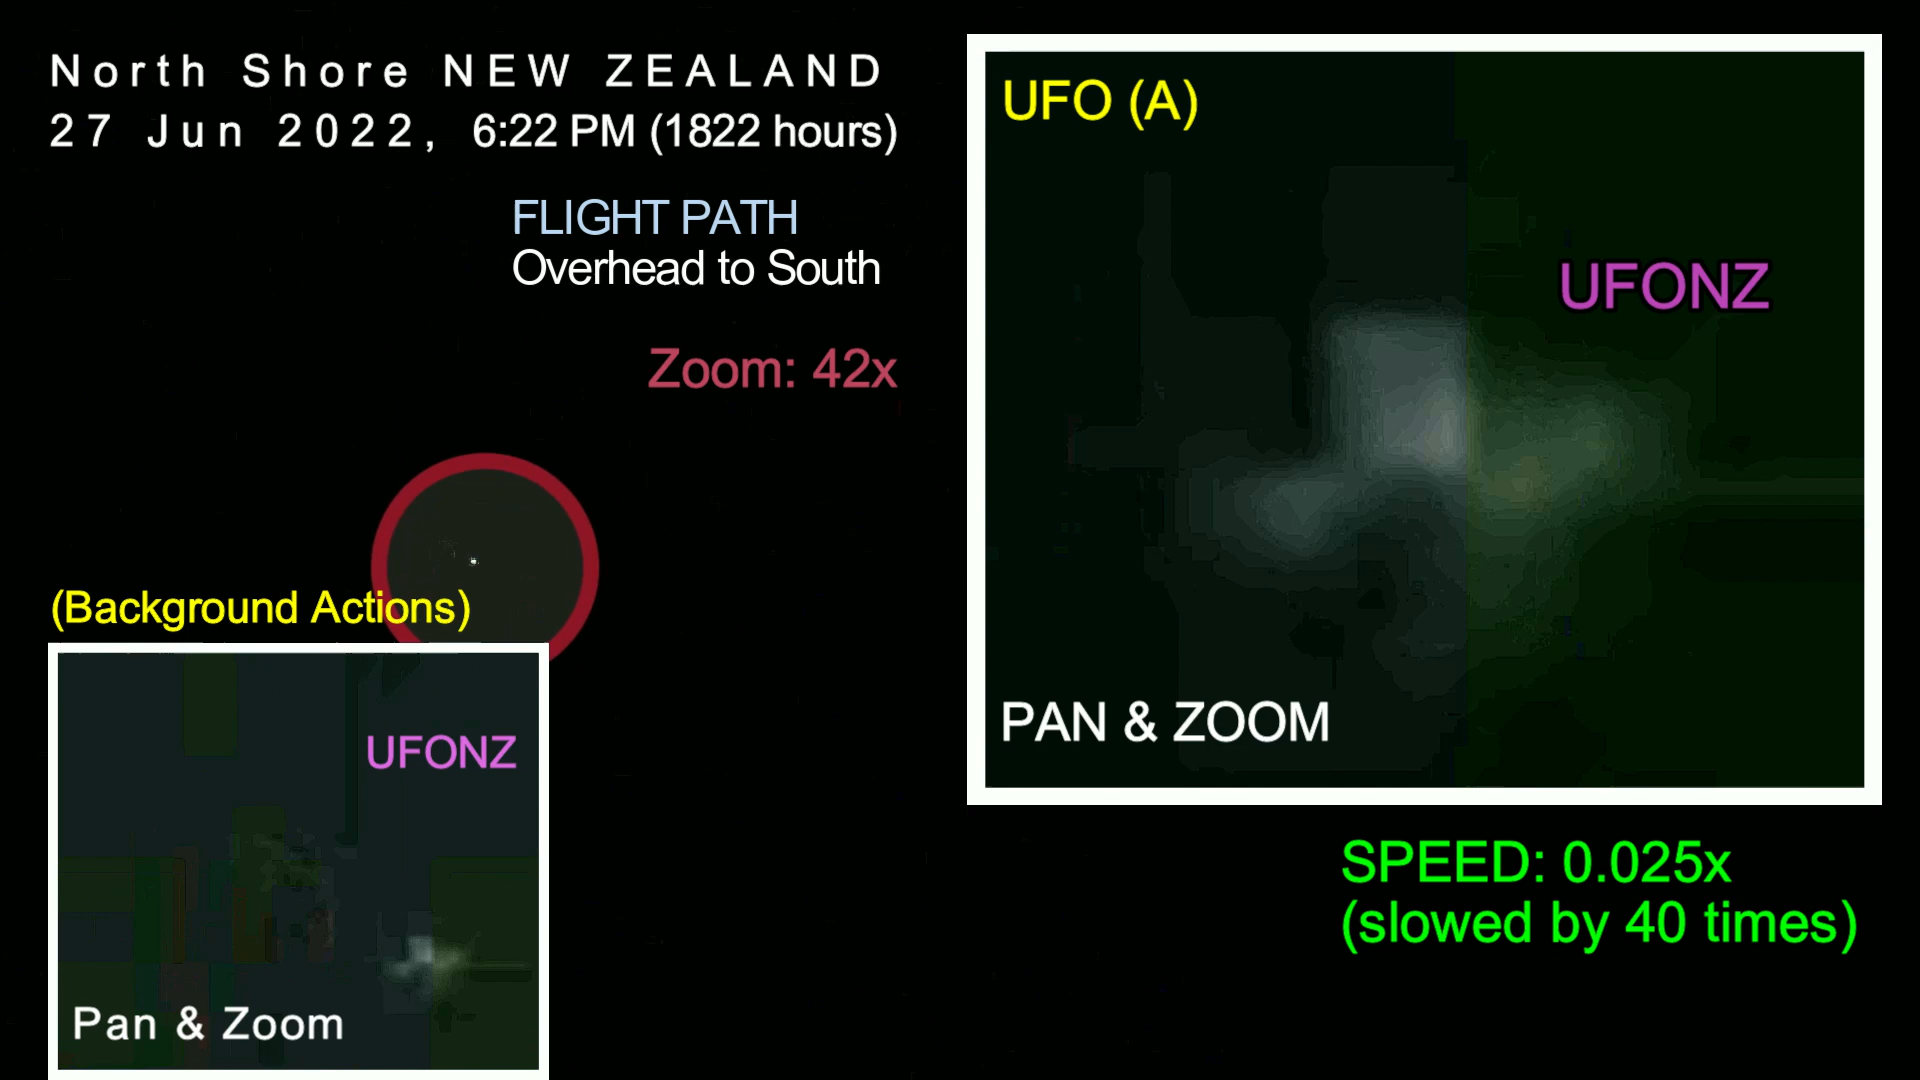 North Shore NEW ZEALAND
27 Jun 2022, 6:22 PM (1822 hours)
FLIGHT PATH
Overhead to South
Zoom: 42x
(Background Actions)
UFONZ
Pan & Zoom
UFO (A)
UFONZ
PAN & ZOOM
SPEED: 0.025x
(slowed by 40 times)